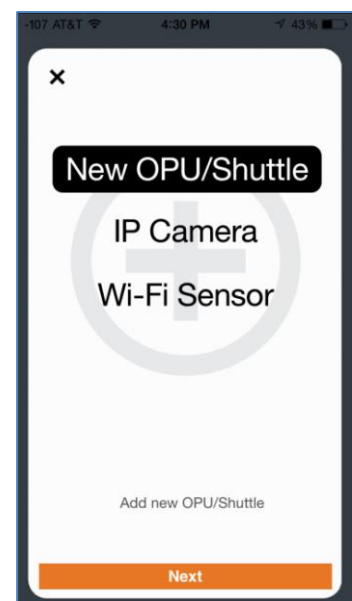 -107 AT&T 4:30 PM 43%
×
New OPU/Shuttle
IP Camera
Wi-Fi Sensor
Add new OPU/Shuttle
Next